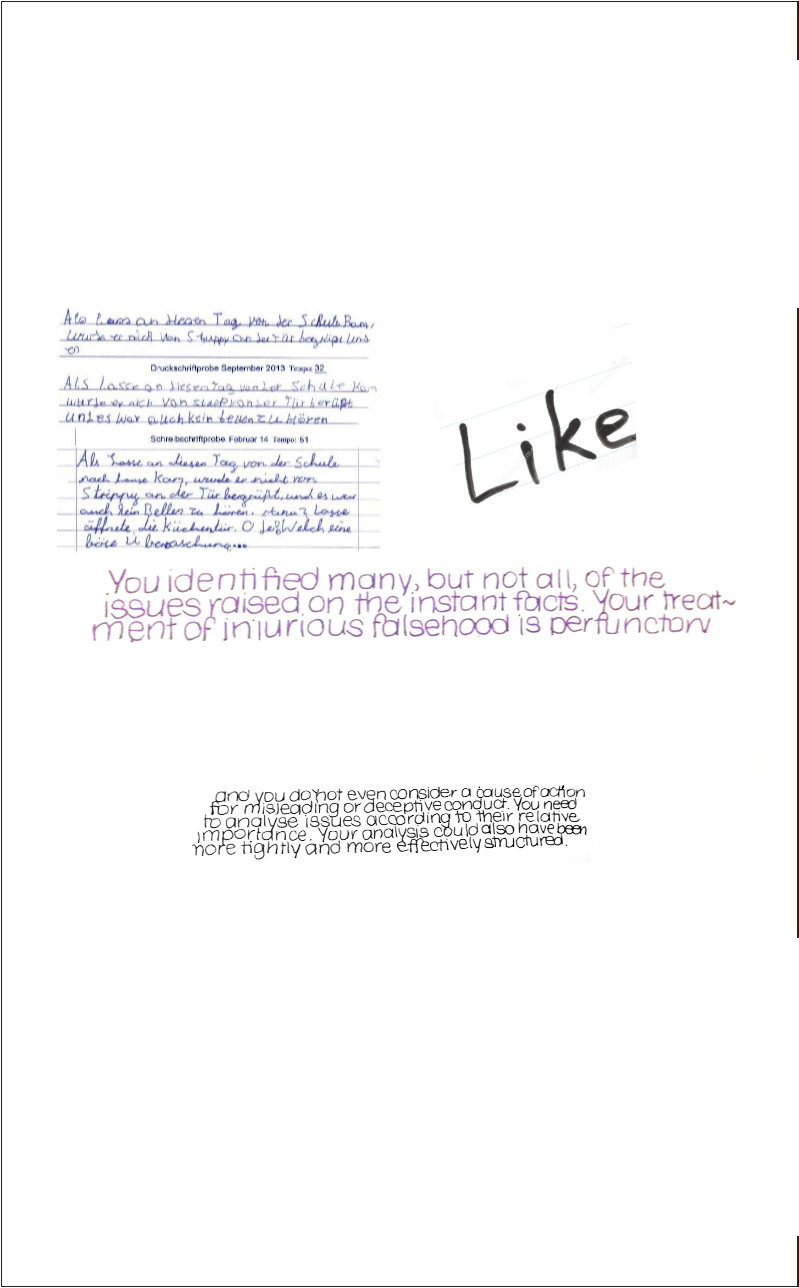 Als Lasse an diesen Tag von der Schule kam,
wurde er nich von Struppy an der Tür begrüßt und
es
Druckschriftprobe September 2013 Tempo: 32
ALS Lasse an diesen Tag von der Schule kam
wurde er nich von an der Tür berüßt
und es war auch kein bellen zu hören
Schreibschriftprobe Februar 14 Tempo: 51
Als Lasse an diesen Tag von der Schule
nach Hause kam, wurde er nicht von
Struppy an der Tür begrüßt, und es war
auch kein Bellen zu hören. Lasse
öffnete die Küchentür. O je! Welch eine
böse Überraschung...
Like
You identified many, but not all, of the
issues raised on the instant facts. Your treat~
ment of injurious falsehood is perfunctory
and you do not even consider a cause of action
for misleading or deceptive conduct. You need
to analyse issues according to their relative
importance. Your analysis could also have been
more tightly and more effectively structured.